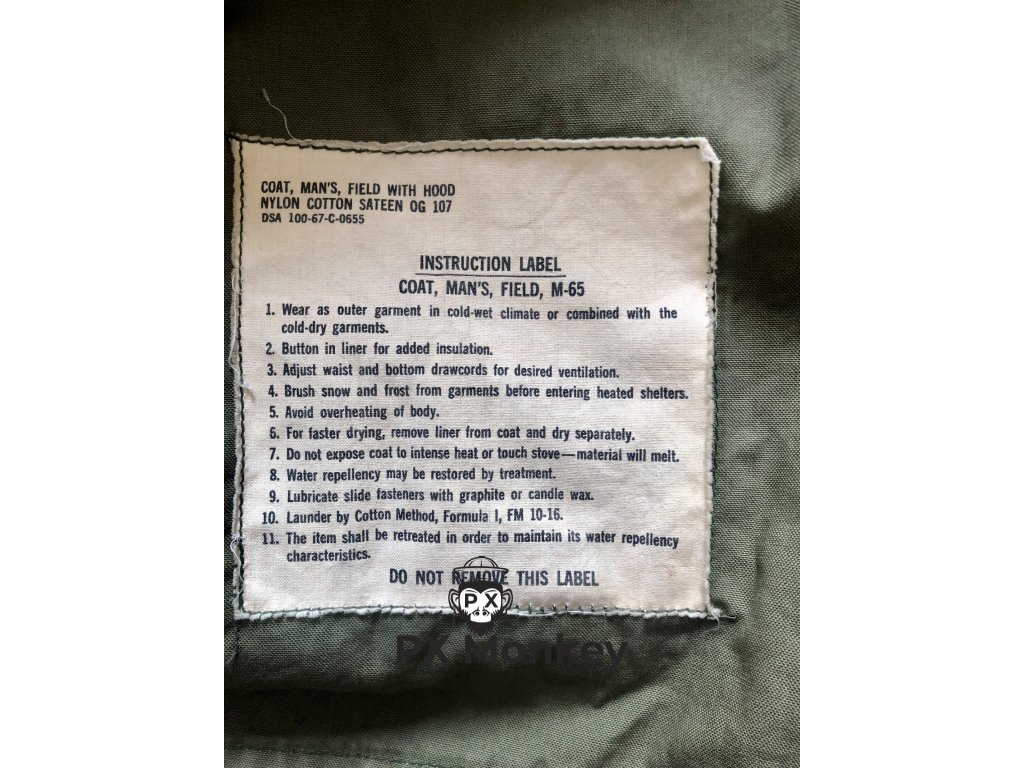 COAT, MAN'S, FIELD WITH HOOD
NYLON COTTON SATEEN OG 107
DSA 100-67-C-0655
INSTRUCTION LABEL
COAT, MAN'S, FIELD, M-65
1. Wear as outer garment in cold-wet climate or combined with the
cold-dry garments.
2. Button in liner for added insulation.
3. Adjust waist and bottom drawcords for desired ventilation.
4. Brush snow and frost from garments before entering heated shelters.
5. Avoid overheating of body.
6. For faster drying, remove liner from coat and dry separately.
7. Do not expose coat to intense heat or touch stove—material will melt.
8. Water repellency may be restored by treatment.
9. Lubricate slide fasteners with graphite or candle wax.
10. Launder by Cotton Method, Formula I, FM 10-16.
11. The item shall be retreated in order to maintain its water repellency
characteristics.
DO NOT REMOVE THIS LABEL
PX
PX Monkey